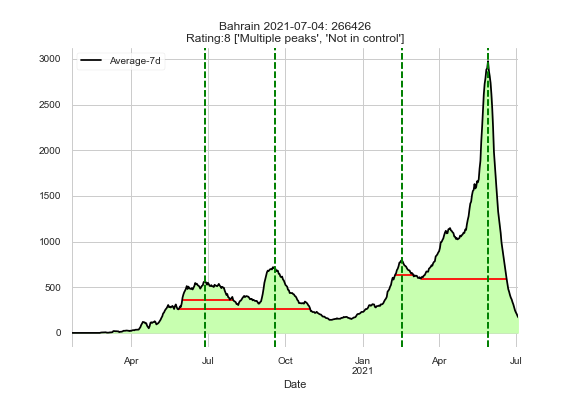 Bahrain 2021-07-04: 266426
Rating:8 ['Multiple peaks', 'Not in control']
Average-7d
3000
2500
2000
1500
1000
500
0
Apr Jul Oct Jan Apr Jul
2021
Date